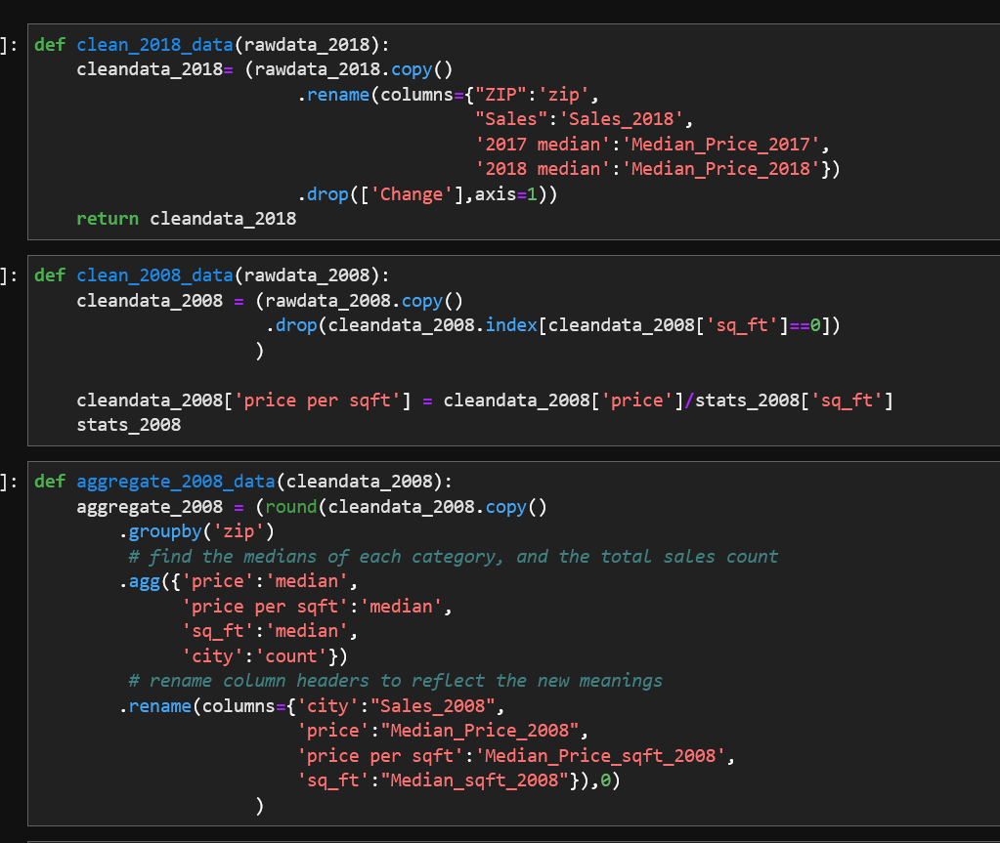 ]: def clean_2018_data(rawdata_2018):
    cleandata_2018= (rawdata_2018.copy()
                         .rename(columns={"ZIP":'zip',
                                          "Sales":'Sales_2018',
                                          '2017 median':'Median_Price_2017',
                                          '2018 median':'Median_Price_2018'})
                         .drop(['Change'],axis=1))
    return cleandata_2018
]: def clean_2008_data(rawdata_2008):
    cleandata_2008 = (rawdata_2008.copy()
                      .drop(cleandata_2008.index[cleandata_2008['sq_ft']==0])
                     )
    cleandata_2008['price per sqft'] = cleandata_2008['price']/stats_2008['sq_ft']
    stats_2008
]: def aggregate_2008_data(cleandata_2008):
    aggregate_2008 = (round(cleandata_2008.copy()
        .groupby('zip')
         # find the medians of each category, and the total sales count
        .agg({'price':'median',
              'price per sqft':'median',
              'sq_ft':'median',
              'city':'count'})
         # rename column headers to reflect the new meanings
        .rename(columns={'city':"Sales_2008",
                         'price':"Median_Price_2008",
                         'price per sqft':'Median_Price_sqft_2008',
                         'sq_ft':"Median_sqft_2008"}),0)
                     )